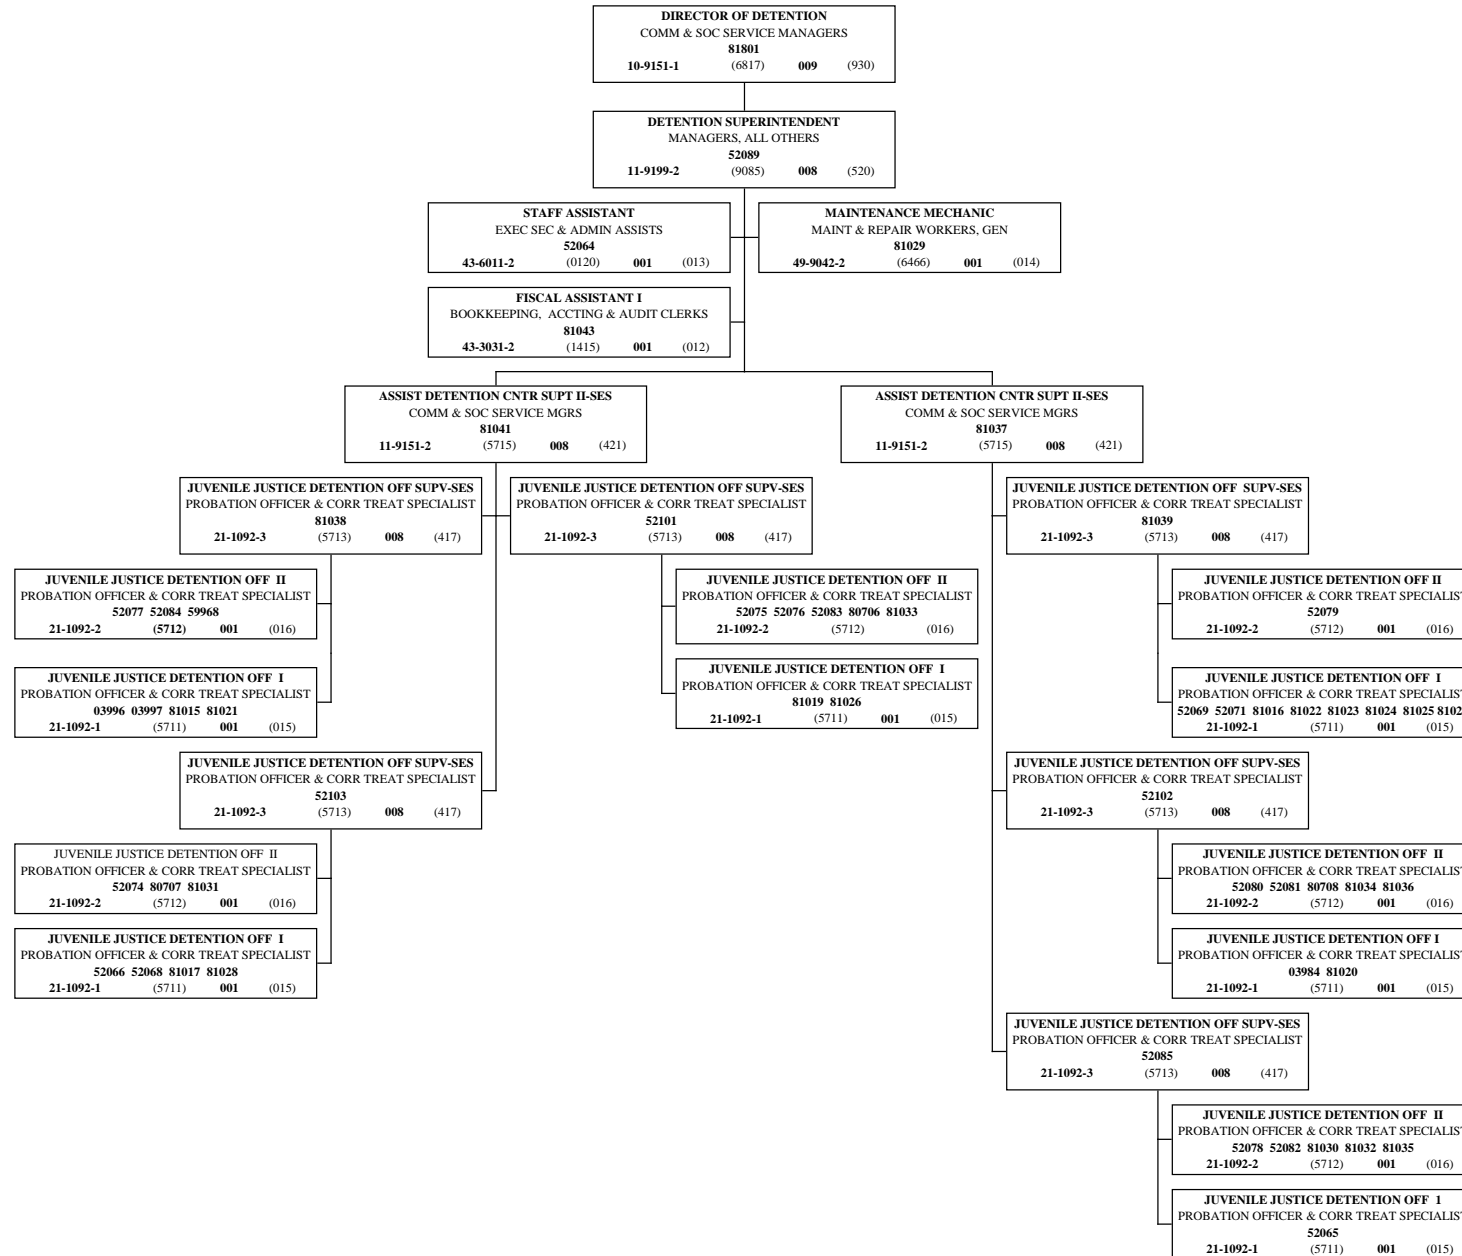 DIRECTOR OF DETENTION
COMM & SOC SERVICE MANAGERS
81801
10-9151-1 (6817) 009 (930)
DETENTION SUPERINTENDENT
MANAGERS, ALL OTHERS
52089
11-9199-2 (9085) 008 (520)
STAFF ASSISTANT
EXEC SEC & ADMIN ASSISTS
52064
43-6011-2 (0120) 001 (013)
MAINTENANCE MECHANIC
MAINT & REPAIR WORKERS, GEN
81029
49-9042-2 (6466) 001 (014)
FISCAL ASSISTANT I
BOOKKEEPING, ACCTING & AUDIT CLERKS
81043
43-3031-2 (1415) 001 (012)
ASSIST DETENTION CNTR SUPT II-SES
COMM & SOC SERVICE MGRS
81041
11-9151-2 (5715) 008 (421)
ASSIST DETENTION CNTR SUPT II-SES
COMM & SOC SERVICE MGRS
81037
11-9151-2 (5715) 008 (421)
JUVENILE JUSTICE DETENTION OFF SUPV-SES
PROBATION OFFICER & CORR TREAT SPECIALIST
81038
21-1092-3 (5713) 008 (417)
JUVENILE JUSTICE DETENTION OFF SUPV-SES
PROBATION OFFICER & CORR TREAT SPECIALIST
52101
21-1092-3 (5713) 008 (417)
JUVENILE JUSTICE DETENTION OFF SUPV-SES
PROBATION OFFICER & CORR TREAT SPECIALIST
81039
21-1092-3 (5713) 008 (417)
JUVENILE JUSTICE DETENTION OFF II
PROBATION OFFICER & CORR TREAT SPECIALIST
52077 52084 59968
21-1092-2 (5712) 001 (016)
JUVENILE JUSTICE DETENTION OFF II
PROBATION OFFICER & CORR TREAT SPECIALIST
52075 52076 52083 80706 81033
21-1092-2 (5712) (016)
JUVENILE JUSTICE DETENTION OFF II
PROBATION OFFICER & CORR TREAT SPECIALIST
52079
21-1092-2 (5712) 001 (016)
JUVENILE JUSTICE DETENTION OFF I
PROBATION OFFICER & CORR TREAT SPECIALIST
03996 03997 81015 81021
21-1092-1 (5711) 001 (015)
JUVENILE JUSTICE DETENTION OFF I
PROBATION OFFICER & CORR TREAT SPECIALIST
81019 81026
21-1092-1 (5711) 001 (015)
JUVENILE JUSTICE DETENTION OFF I
PROBATION OFFICER & CORR TREAT SPECIALIST
52069 52071 81016 81022 81023 81024 81025
21-1092-1 (5711) 001 (015)
JUVENILE JUSTICE DETENTION OFF SUPV-SES
PROBATION OFFICER & CORR TREAT SPECIALIST
52103
21-1092-3 (5713) 008 (417)
JUVENILE JUSTICE DETENTION OFF SUPV-SES
PROBATION OFFICER & CORR TREAT SPECIALIST
52102
21-1092-3 (5713) 008 (417)
JUVENILE JUSTICE DETENTION OFF II
PROBATION OFFICER & CORR TREAT SPECIALIST
52074 80707 81031
21-1092-2 (5712) 001 (016)
JUVENILE JUSTICE DETENTION OFF II
PROBATION OFFICER & CORR TREAT SPECIALIST
52080 52081 80708 81034 81036
21-1092-2 (5712) 001 (016)
JUVENILE JUSTICE DETENTION OFF I
PROBATION OFFICER & CORR TREAT SPECIALIST
52066 52068 81017 81028
21-1092-1 (5711) 001 (015)
JUVENILE JUSTICE DETENTION OFF I
PROBATION OFFICER & CORR TREAT SPECIALIST
03984 81020
21-1092-1 (5711) 001 (015)
JUVENILE JUSTICE DETENTION OFF SUPV-SES
PROBATION OFFICER & CORR TREAT SPECIALIST
52085
21-1092-3 (5713) 008 (417)
JUVENILE JUSTICE DETENTION OFF II
PROBATION OFFICER & CORR TREAT SPECIALIST
52078 52082 81030 81032 81035
21-1092-2 (5712) 001 (016)
JUVENILE JUSTICE DETENTION OFF 1
PROBATION OFFICER & CORR TREAT SPECIALIST
52065
21-1092-1 (5711) 001 (015)